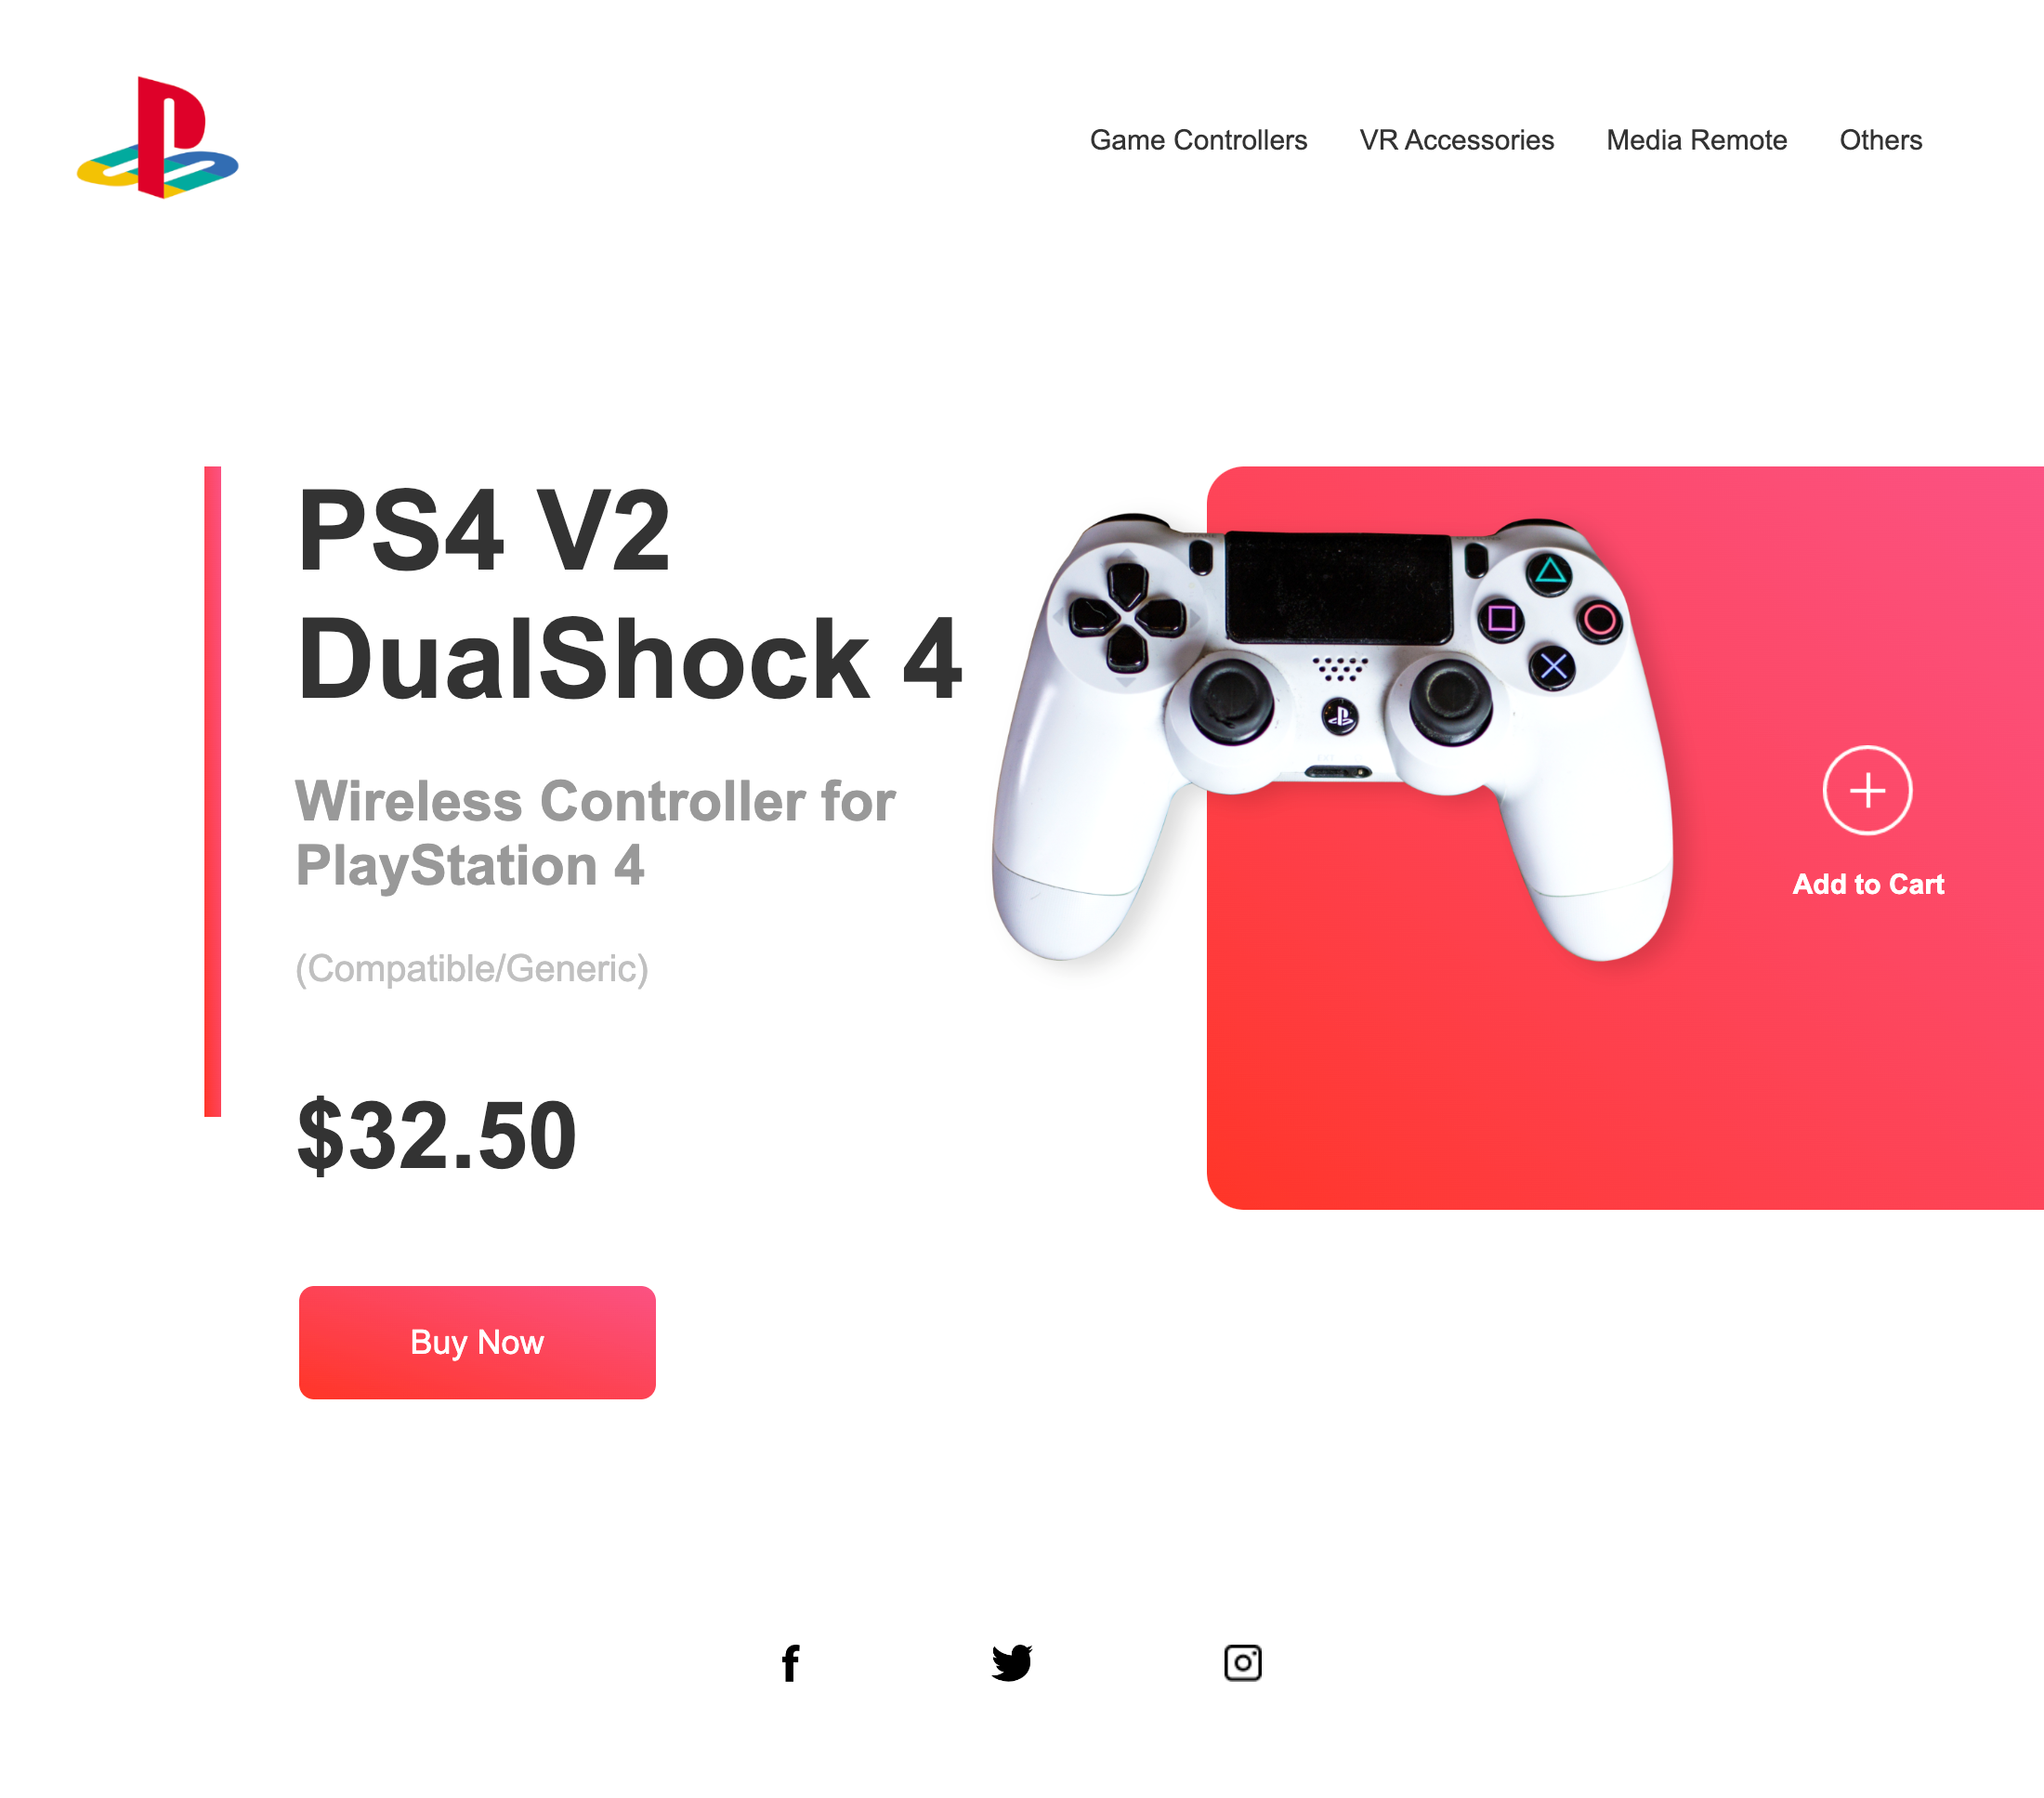 Game Controllers VR Accessories Media Remote Others
PS4 V2
DualShock 4
Wireless Controller for
PlayStation 4
(Compatible/Generic)
Add to Cart
$32.50
Buy Now